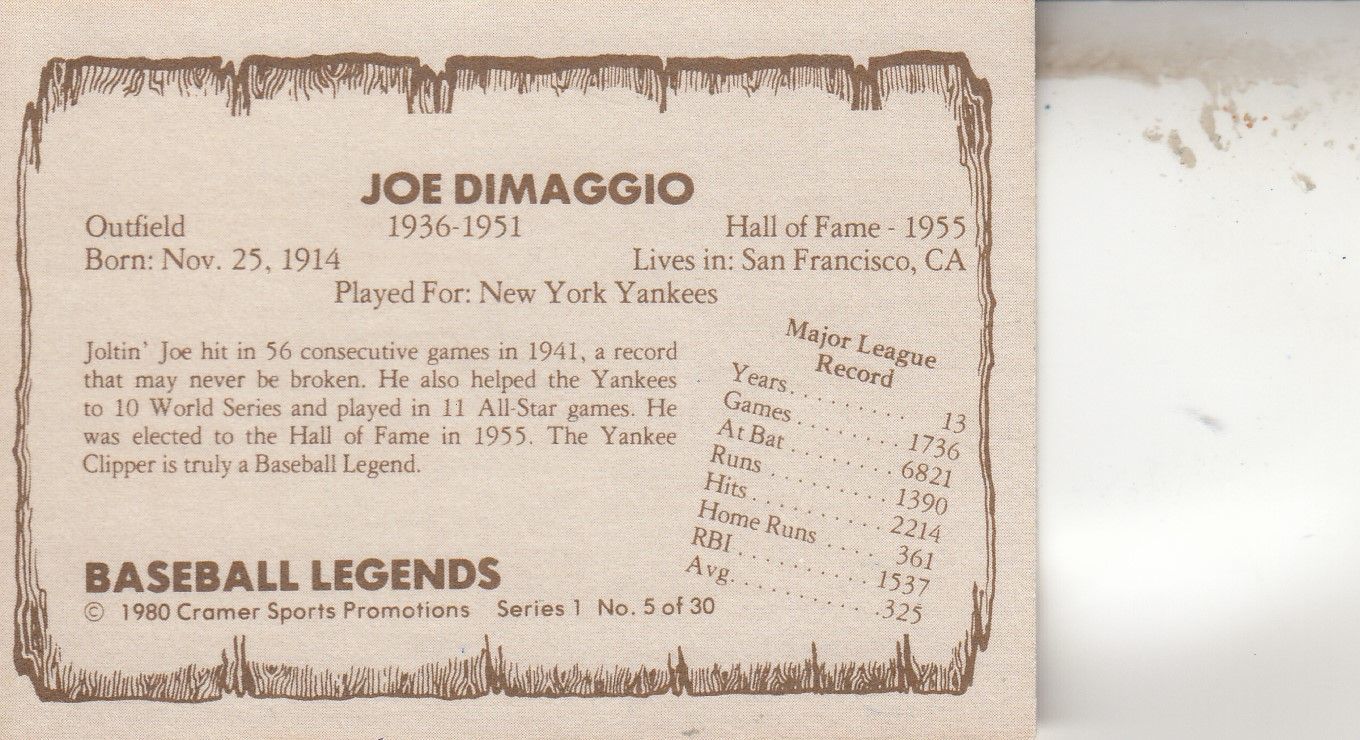 JOE DIMAGGIO
Outfield 1936-1951 Hall of Fame - 1955
Born: Nov. 25, 1914 Lives in: San Francisco, CA
Played For: New York Yankees
Joltin' Joe hit in 56 consecutive games in 1941, a record
that may never be broken. He also helped the Yankees
to 10 World Series and played in 11 All-Star games. He
was elected to the Hall of Fame in 1955. The Yankee
Clipper is truly a Baseball Legend.
Major League
Record
Years. . . . . . . . . . 13
Games . . . . . . . . . 1736
At Bat . . . . . . . . . 6821
Runs . . . . . . . . . . 1390
Hits . . . . . . . . . . . 2214
Home Runs . . . . . 361
RBI . . . . . . . . . . . 1537
Avg. . . . . . . . . . . . .325
BASEBALL LEGENDS
© 1980 Cramer Sports Promotions Series 1 No. 5 of 30